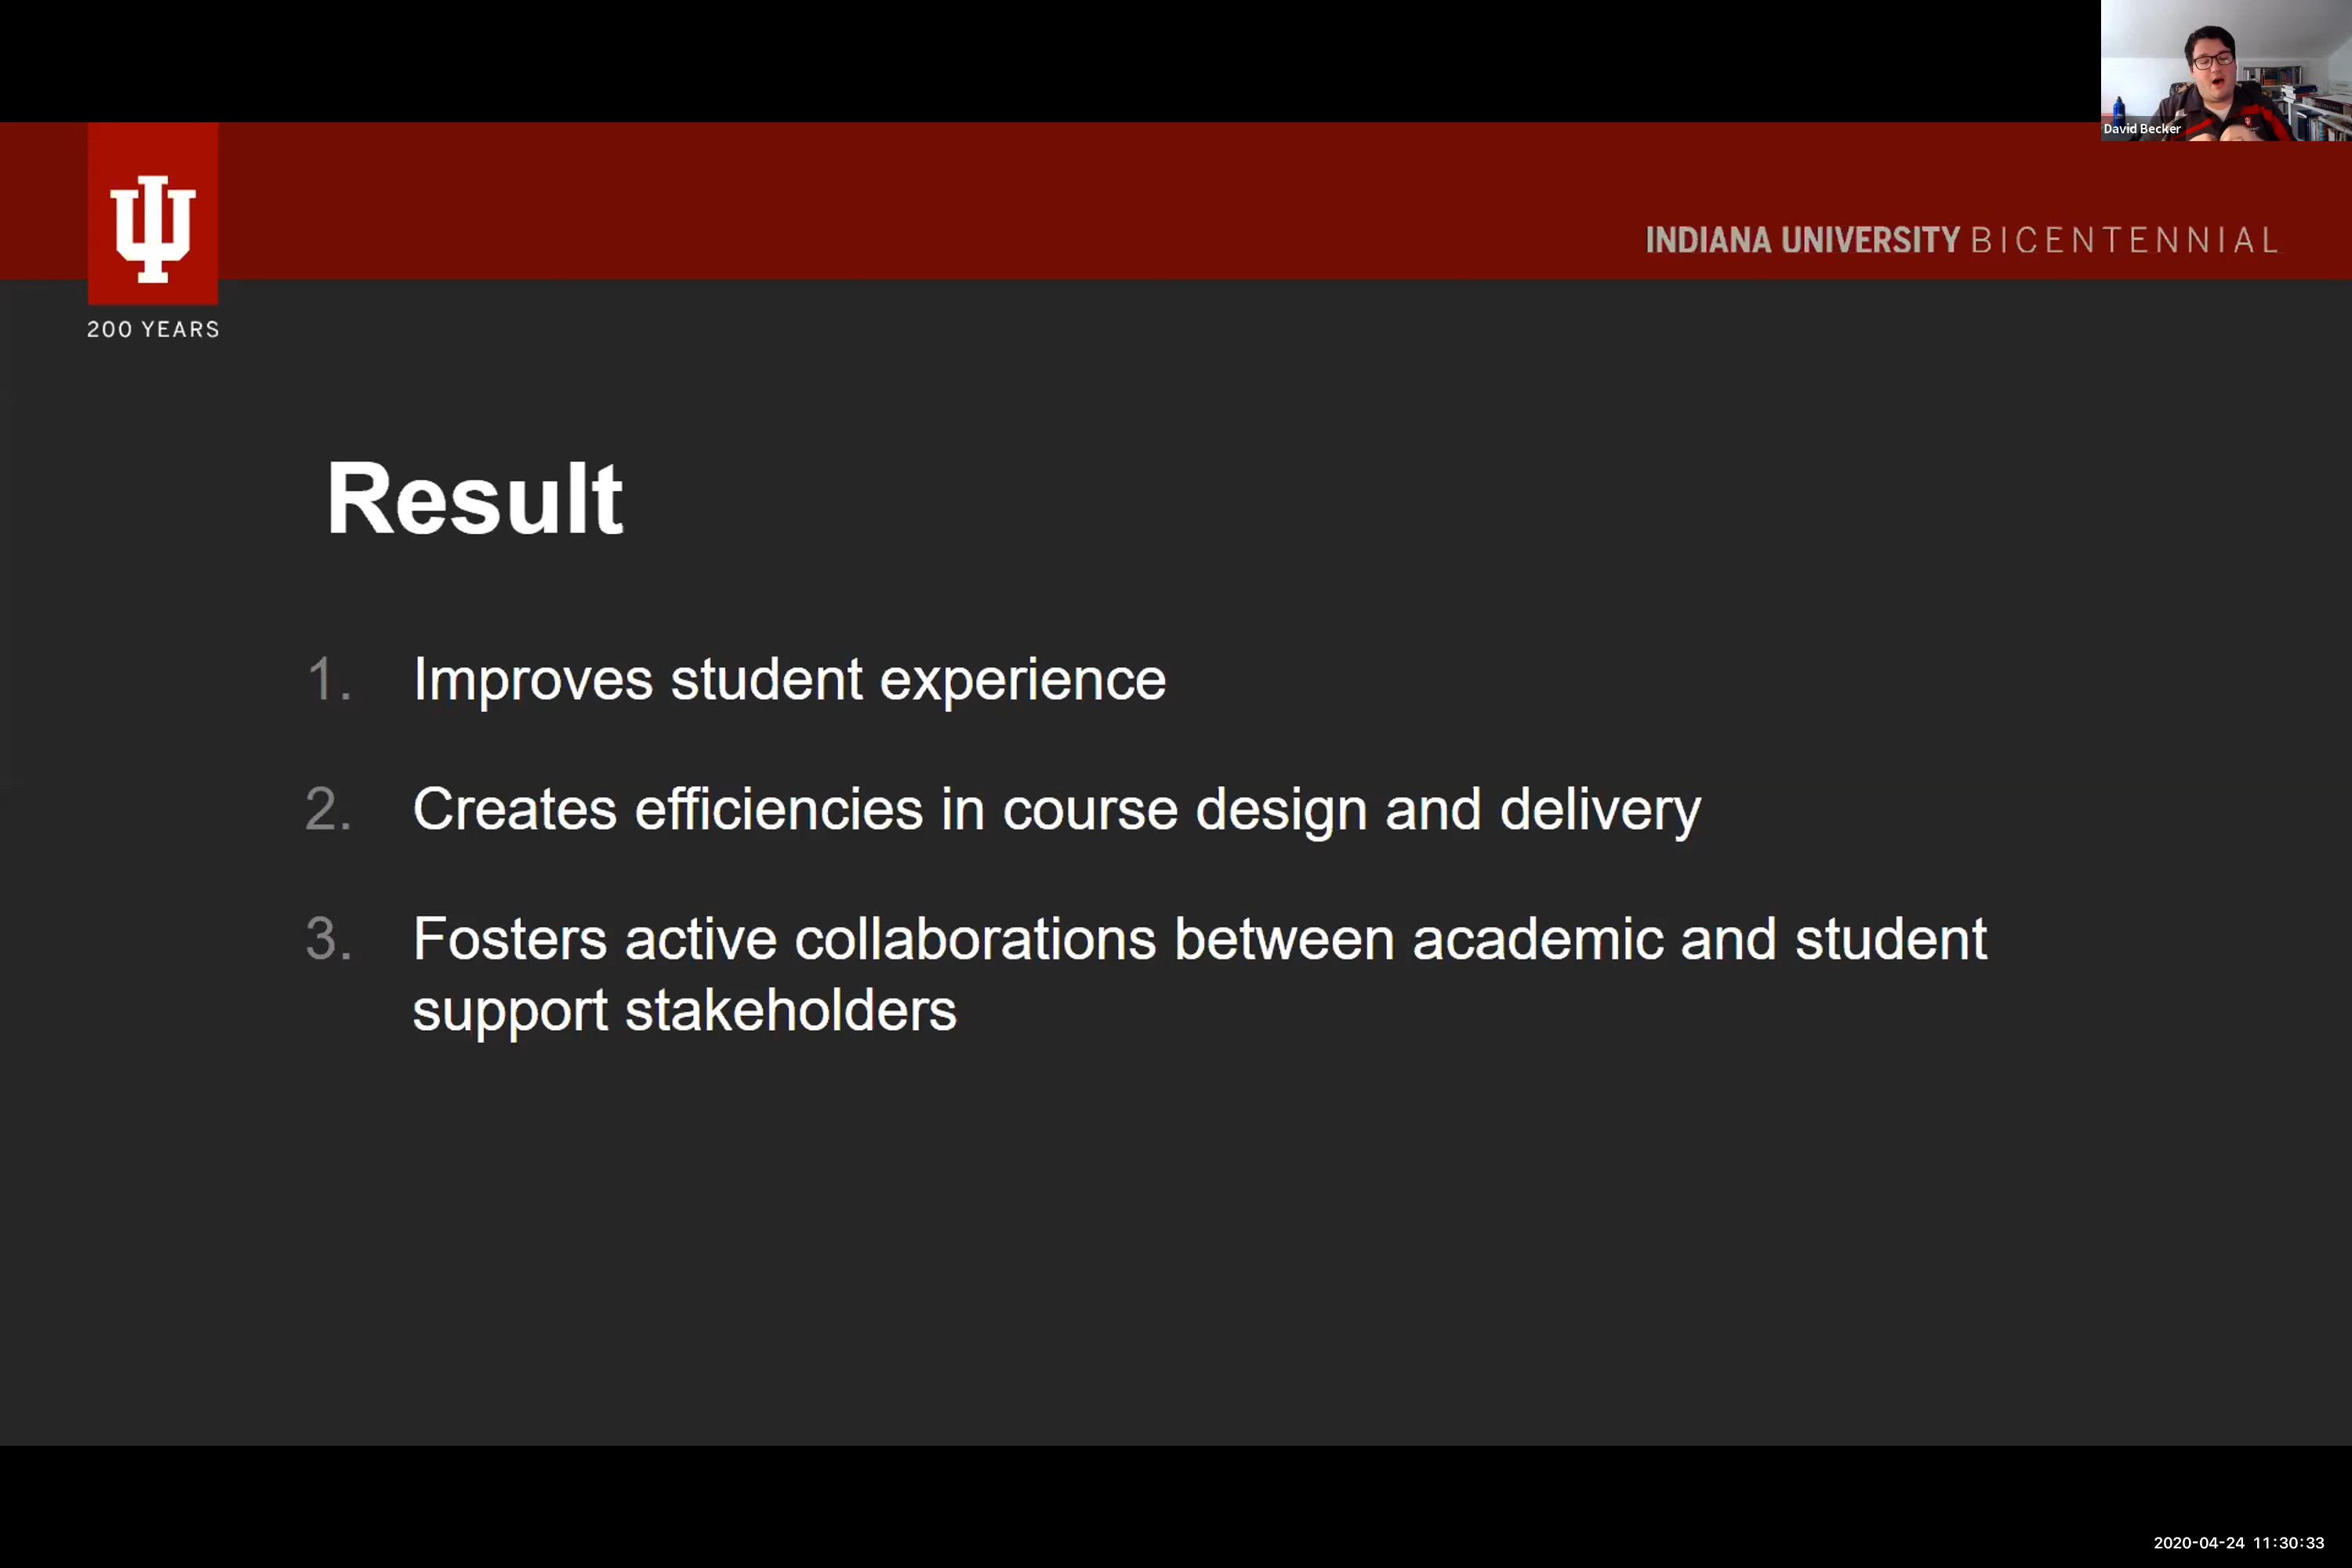 David Becker
INDIANA UNIVERSITY BICENTENNIAL
200 YEARS
Result
1. Improves student experience
2. Creates efficiencies in course design and delivery
3. Fosters active collaborations between academic and student
support stakeholders
2020-04-24 11:30:33